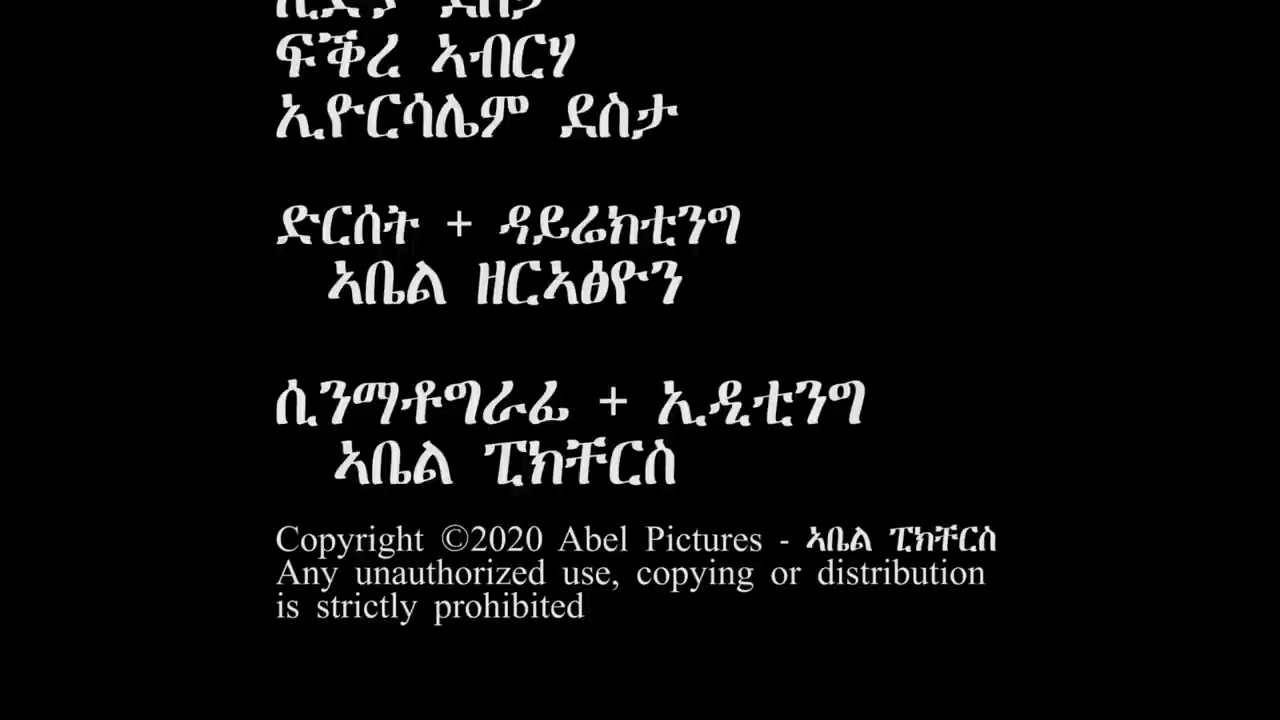 ፍቕረ ኣብርሃ
ኢዮርሳሌም ደስታ
ድርሰት + ዳይሬክቲንግ
ኣቤል ዘርኣፅዮን
ሲንማቶግራፊ + ኢዲቲንግ
ኣቤል ፒክቸርስ
Copyright ©2020 Abel Pictures - ኣቤል ፒክቸርስ
Any unauthorized use, copying or distribution
is strictly prohibited